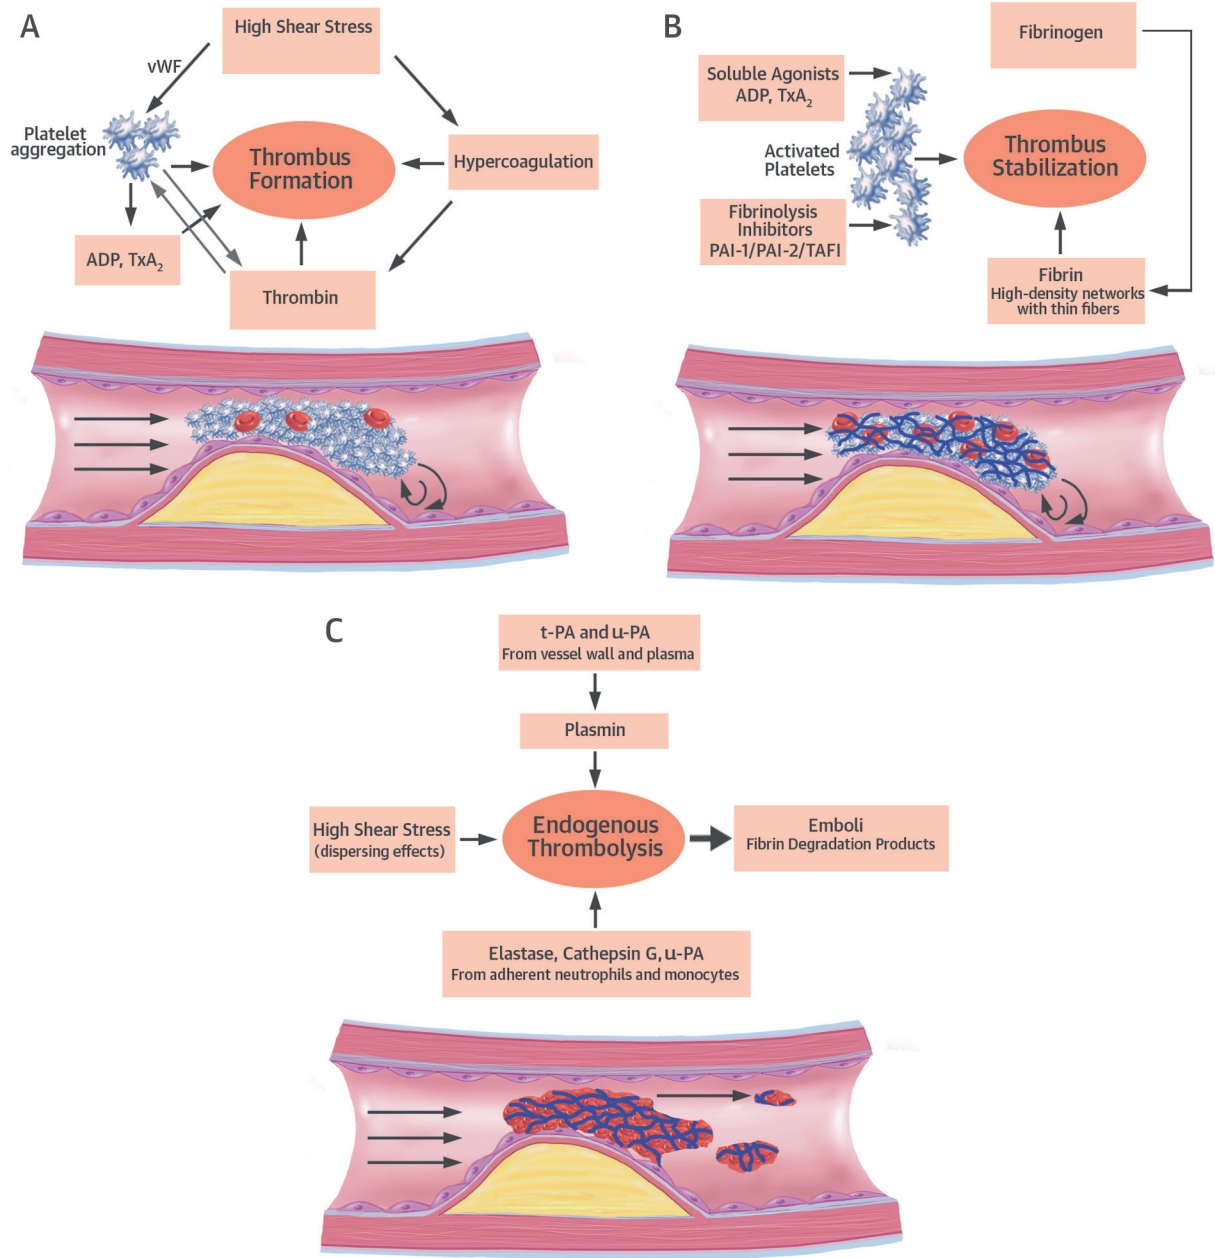 A
High Shear Stress
vWF
Platelet
aggregation
Thrombus
Formation
Hypercoagulation
ADP, TxA₂
Thrombin
B
Fibrinogen
Soluble Agonists
ADP, TxA₂
Activated
Platelets
Thrombus
Stabilization
Fibrinolysis
Inhibitors
PAI-1/PAI-2/TAFI
Fibrin
High-density networks
with thin fibers
C
t-PA and u-PA
From vessel wall and plasma
Plasmin
High Shear Stress
(dispersing effects)
Endogenous
Thrombolysis
Emboli
Fibrin Degradation Products
Elastase, Cathepsin G, u-PA
From adherent neutrophils and monocytes